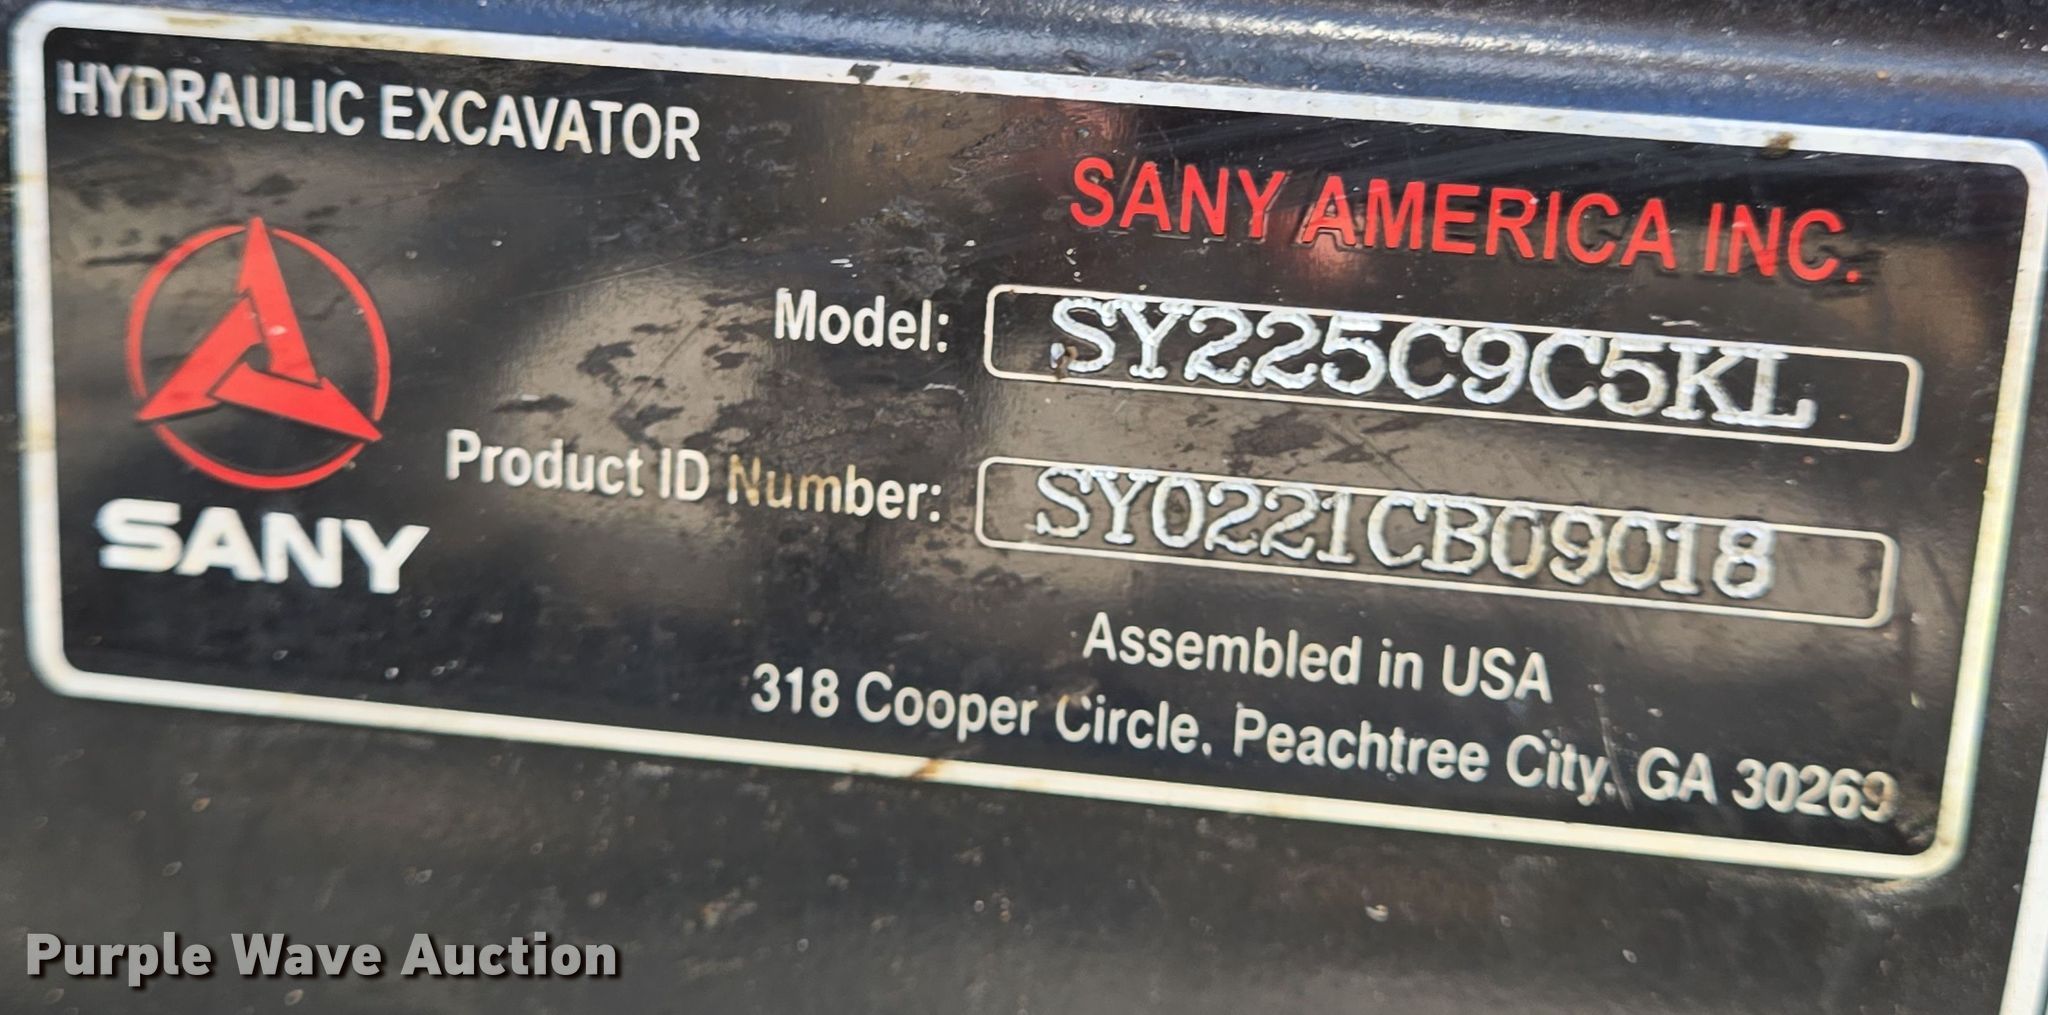 HYDRAULIC EXCAVATOR
SANY AMERICA INC.
Model: SY225C9C5KL
Product ID Number: SY0221CB09018
SANY
Assembled in USA
318 Cooper Circle, Peachtree City, GA 30269
Purple Wave Auction